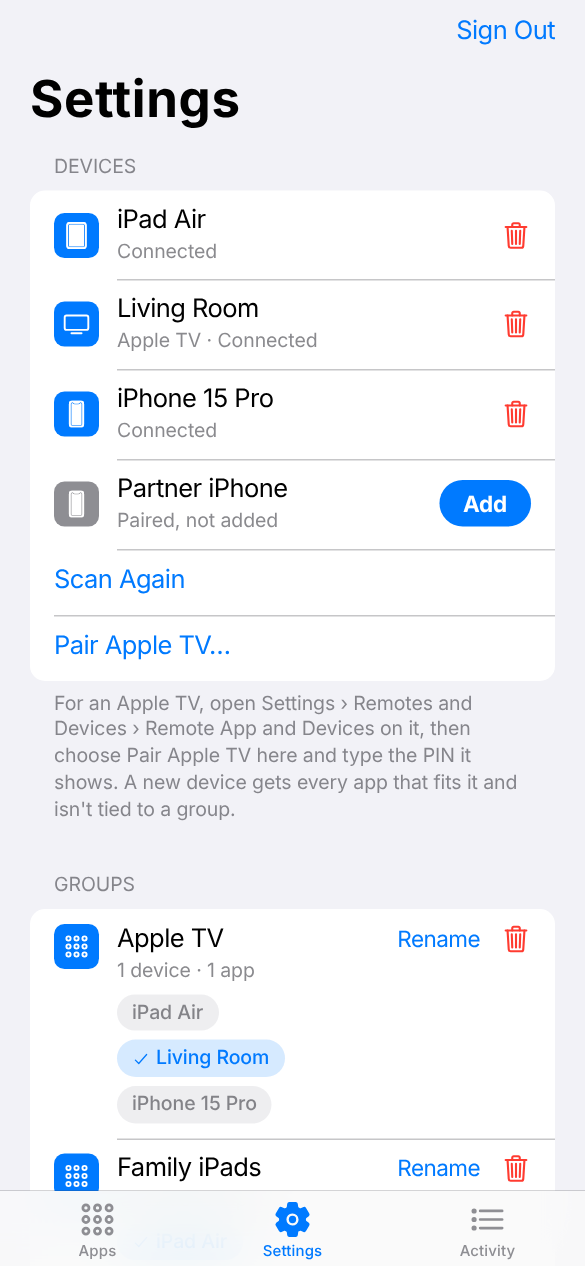 Sign Out
Settings
DEVICES
iPad Air
Connected
Living Room
Apple TV · Connected
iPhone 15 Pro
Connected
Partner iPhone
Paired, not added
Add
Scan Again
Pair Apple TV...
For an Apple TV, open Settings › Remotes and
Devices › Remote App and Devices on it, then
choose Pair Apple TV here and type the PIN it
shows. A new device gets every app that fits it and
isn't tied to a group.
GROUPS
Apple TV
Rename
1 device · 1 app
iPad Air
✓ Living Room
iPhone 15 Pro
Family iPads
Rename
✓ iPad Air
Apps
Settings
Activity